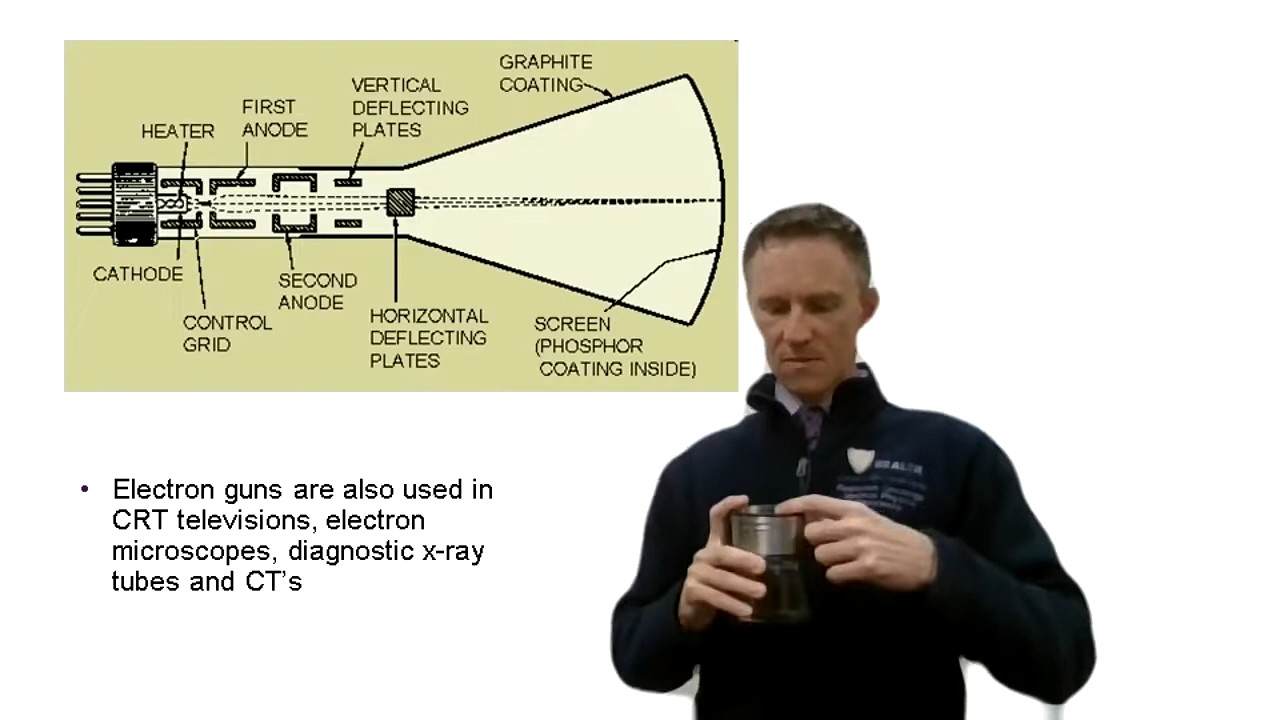 GRAPHITE
COATING
VERTICAL
DEFLECTING
PLATES
FIRST
ANODE
HEATER
CATHODE
CONTROL
GRID
SECOND
ANODE
HORIZONTAL
DEFLECTING
PLATES
SCREEN
(PHOSPHOR
COATING INSIDE)
• Electron guns are also used in
CRT televisions, electron
microscopes, diagnostic x-ray
tubes and CT's